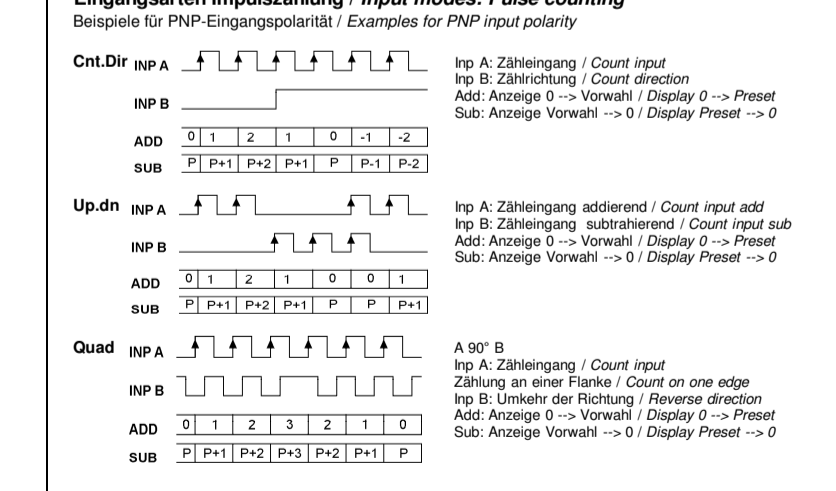 Eingangsarten Impulszählung / Input modes: Pulse counting
Beispiele für PNP-Eingangspolarität / Examples for PNP input polarity
Cnt.Dir INP A
INP B
ADD 0 1 2 1 0 -1 -2
SUB P P+1 P+2 P+1 P P-1 P-2
Inp A: Zähleingang / Count input
Inp B: Zählrichtung / Count direction
Add: Anzeige 0 --> Vorwahl / Display 0 --> Preset
Sub: Anzeige Vorwahl --> 0 / Display Preset --> 0
Up.dn INP A
INP B
ADD 0 1 2 1 0 0 1
SUB P P+1 P+2 P+1 P P P+1
Inp A: Zähleingang addierend / Count input add
Inp B: Zähleingang subtrahierend / Count input sub
Add: Anzeige 0 --> Vorwahl / Display 0 --> Preset
Sub: Anzeige Vorwahl --> 0 / Display Preset --> 0
Quad INP A
INP B
ADD 0 1 2 3 2 1 0
SUB P P+1 P+2 P+3 P+2 P+1 P
A 90° B
Inp A: Zähleingang / Count input
Zählung an einer Flanke / Count on one edge
Inp B: Umkehr der Richtung / Reverse direction
Add: Anzeige 0 --> Vorwahl / Display 0 --> Preset
Sub: Anzeige Vorwahl --> 0 / Display Preset --> 0